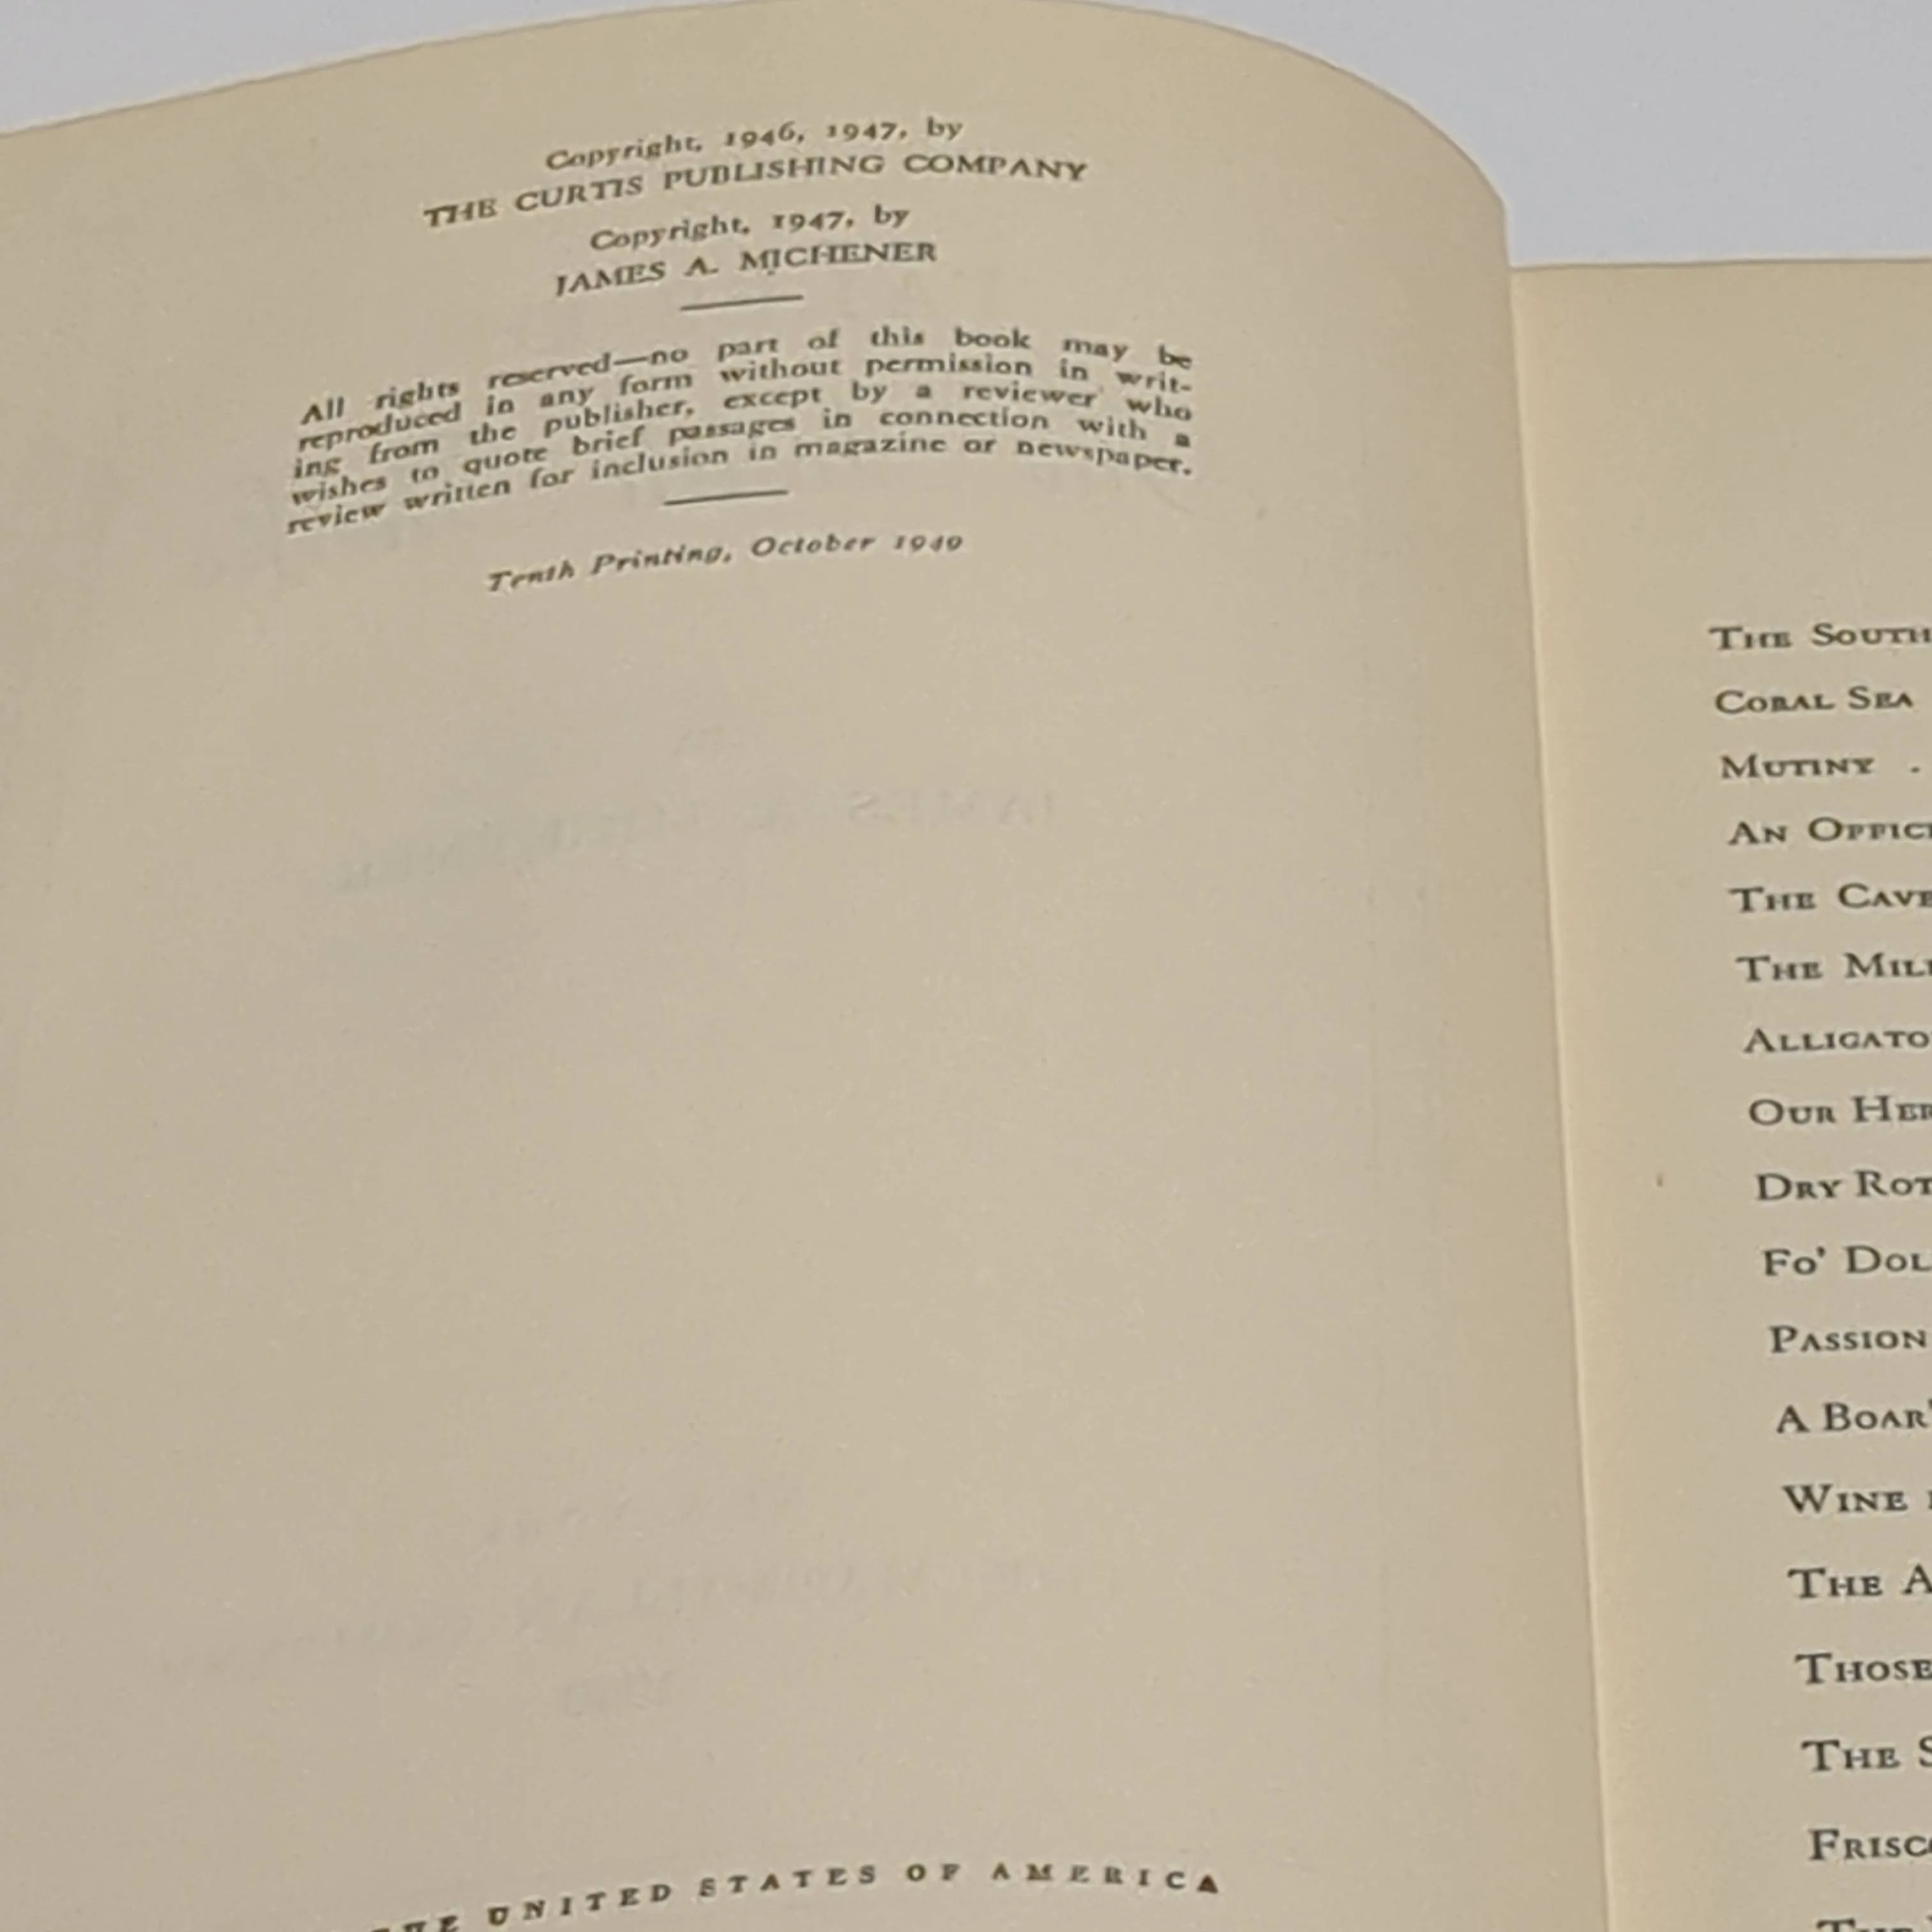 Copyright, 1946, 1947, by
THE CURTIS PUBLISHING COMPANY
Copyright, 1947, by
JAMES A. MICHENER
All rights reserved—no part of this book may be
reproduced in any form without permission in writ-
ing from the publisher, except by a reviewer who
wishes to quote brief passages in connection with a
review written for inclusion in magazine or newspaper.
Tenth Printing, October 1949
UNITED STATES OF AMERICA
THE SOUTH
CORAL SEA
MUTINY .
AN OFFIC
THE CAVE
THE MIL
ALLIGATO
OUR HER
DRY ROT
FO' DOL
PASSION
A BOAR'
WINE
THE A
THOSE
THE S
FRISC